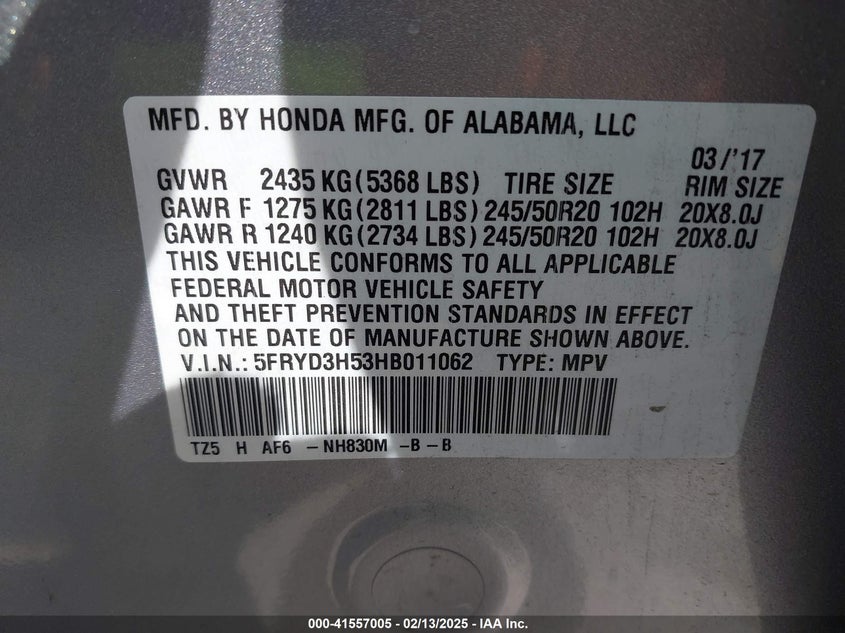 MFD. BY HONDA MFG. OF ALABAMA, LLC
03/'17
GVWR 2435 KG (5368 LBS) TIRE SIZE RIM SIZE
GAWR F 1275 KG (2811 LBS) 245/50R20 102H 20X8.0J
GAWR R 1240 KG (2734 LBS) 245/50R20 102H 20X8.0J
THIS VEHICLE CONFORMS TO ALL APPLICABLE
FEDERAL MOTOR VEHICLE SAFETY
AND THEFT PREVENTION STANDARDS IN EFFECT
ON THE DATE OF MANUFACTURE SHOWN ABOVE.
V.I.N.: 5FRYD3H53HB011062 TYPE: MPV
TZ5 H AF6 – NH830M –B – B
000-41557005 - 02/13/2025 - IAA Inc.